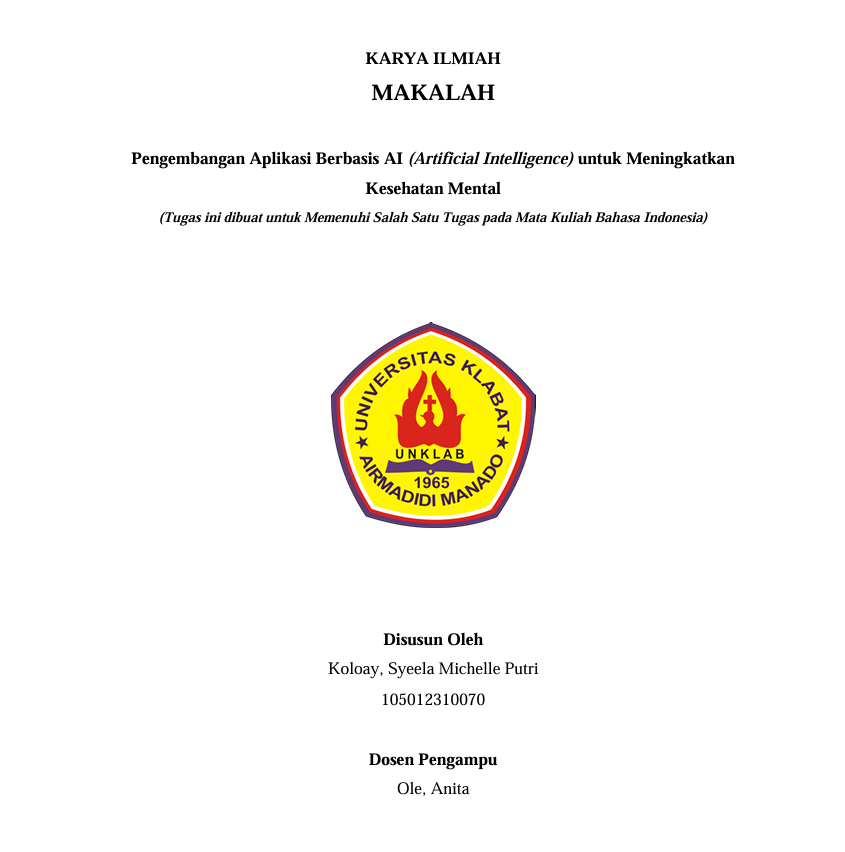 KARYA ILMIAH
MAKALAH
Pengembangan Aplikasi Berbasis AI (Artificial Intelligence) untuk Meningkatkan
Kesehatan Mental
(Tugas ini dibuat untuk Memenuhi Salah Satu Tugas pada Mata Kuliah Bahasa Indonesia)
UNIVERSITAS KLABAT
UNKLAB
1965
AIRMADIDI MANADO
Disusun Oleh
Koloay, Syeela Michelle Putri
105012310070
Dosen Pengampu
Ole, Anita